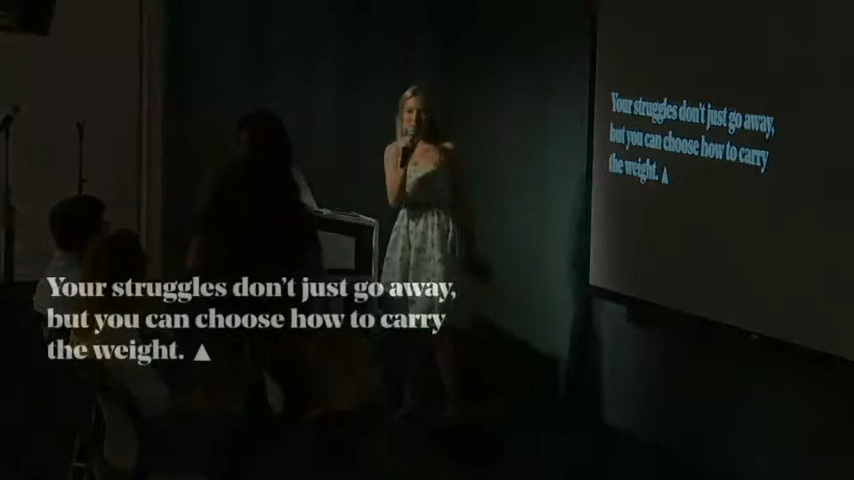 Your struggles don't just go away,
but you can choose how to carry
the weight. ▲
Your struggles don't just go away,
but you can choose how to carry
the weight. ▲